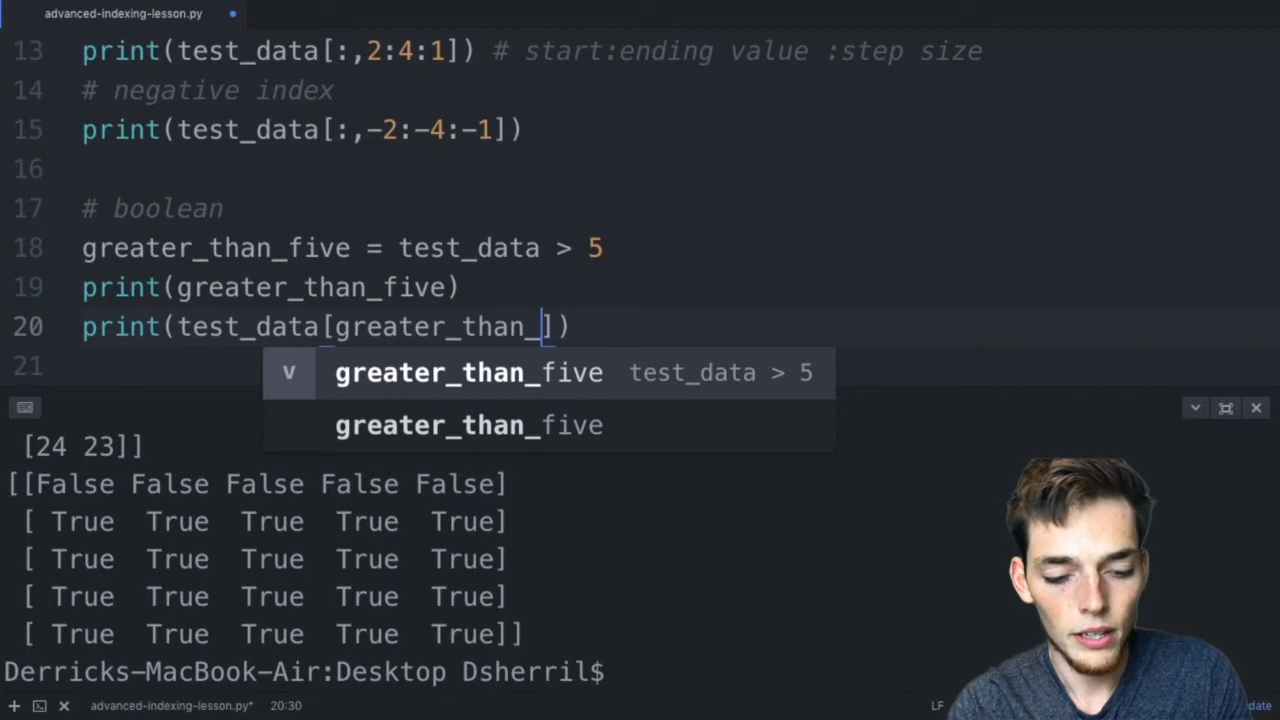 advanced-indexing-lesson.py
13 print(test_data[:,2:4:1]) # start:ending value :step size
14 # negative index
15 print(test_data[:,-2:-4:-1])
16
17 # boolean
18 greater_than_five = test_data > 5
19 print(greater_than_five)
20 print(test_data[greater_than_])
v greater_than_five test_data > 5
21
greater_than_five
[24 23]]
[[False False False False False]
[ True True True True True]
[ True True True True True]
[ True True True True True]
[ True True True True True]]
Derricks-MacBook-Air:Desktop Dsherril$
advanced-indexing-lesson.py* 20:30 LF date